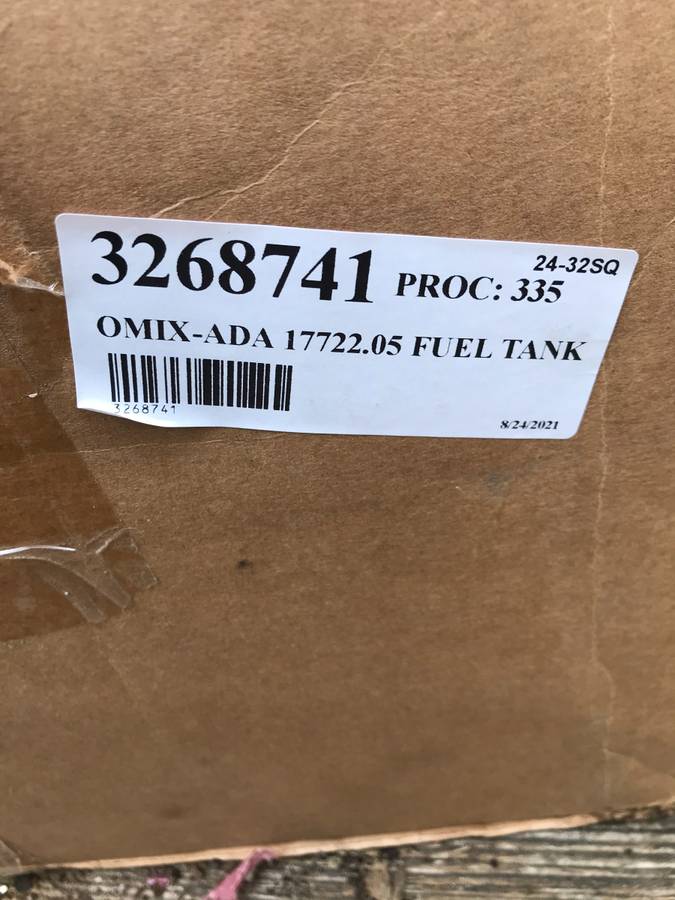 24-32SQ
3268741 PROC: 335
OMIX-ADA 17722.05 FUEL TANK
3268741
8/24/2021